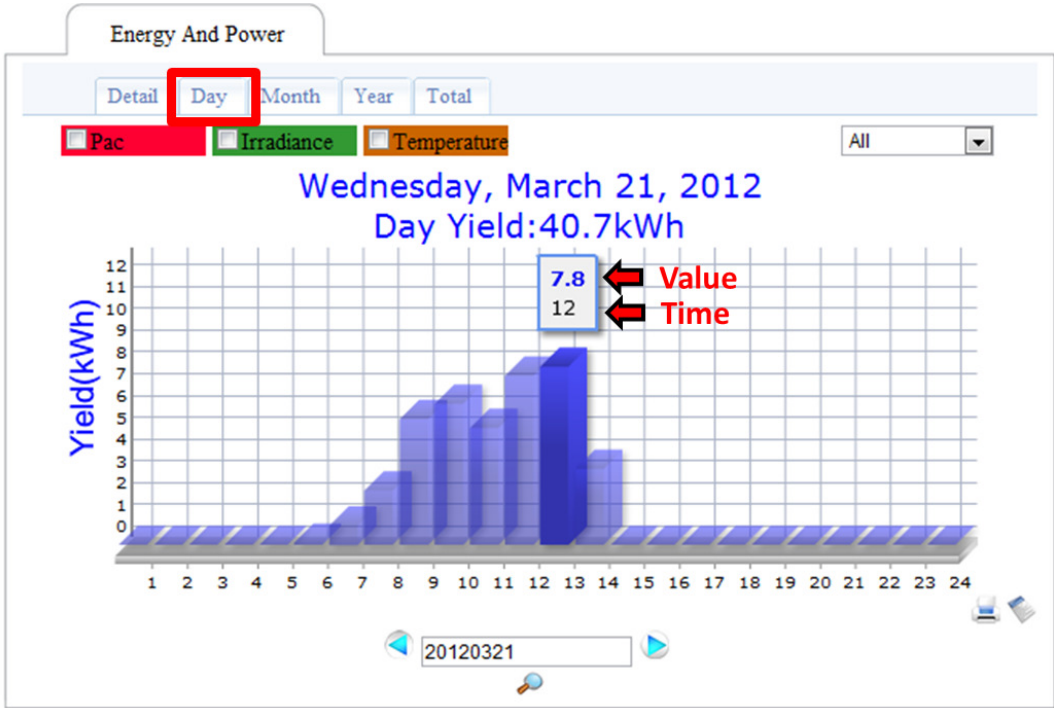 Energy And Power
Detail Day Month Year Total
Pac Irradiance Temperature All
Wednesday, March 21, 2012
Day Yield:40.7kWh
7.8 Value
12 Time
Yield(kWh)
12
11
10
9
8
7
6
5
4
3
2
1
0
1 2 3 4 5 6 7 8 9 10 11 12 13 14 15 16 17 18 19 20 21 22 23 24
20120321